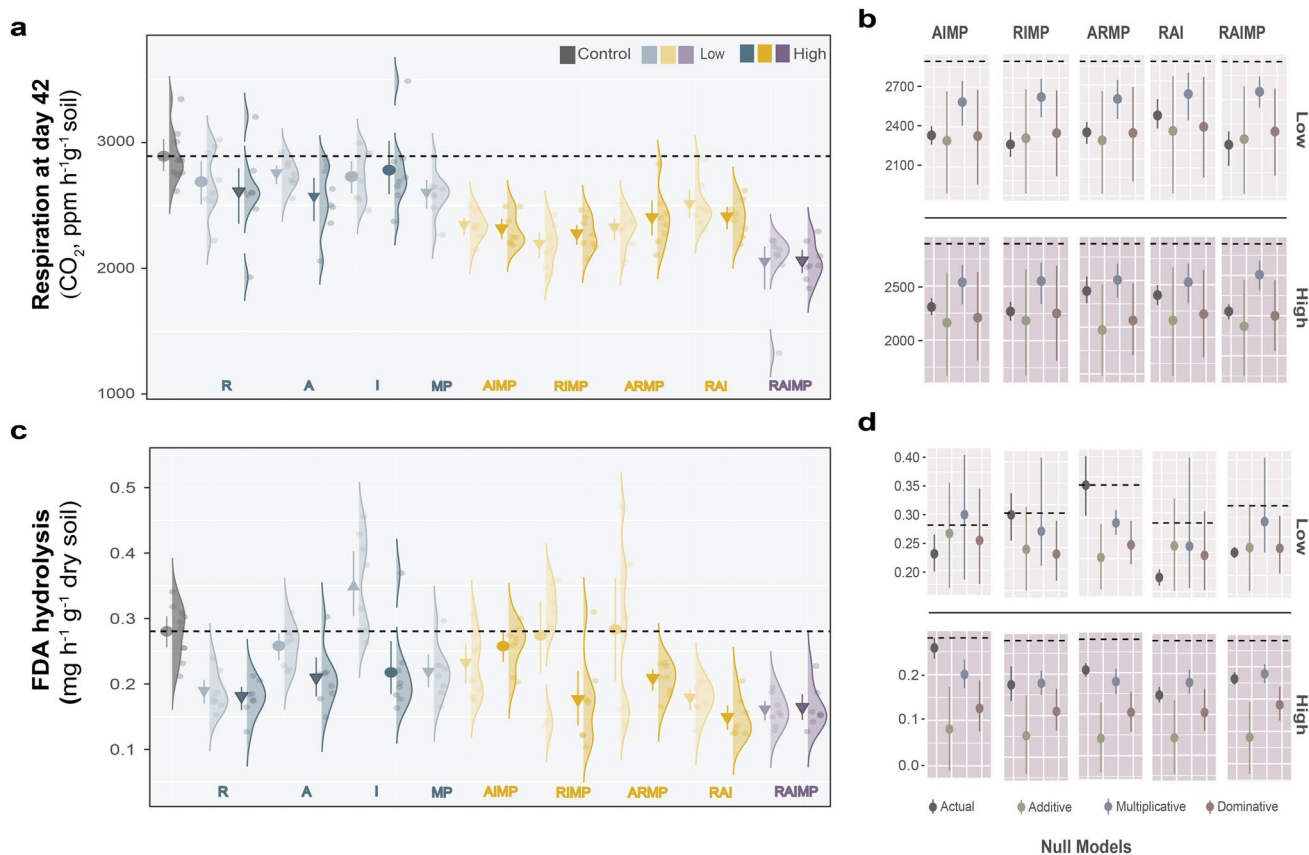 a
Control
Low
High
Respiration at day 42
(CO2, ppm h-1g-1 soil)
3000
2000
1000
R A I MP AIMP RIMP ARMP RAI RAIMP
b
AIMP RIMP ARMP RAI RAIMP
2700
2400
2100
Low
2500
2000
High
c
FDA hydrolysis
(mg h-1 g-1 dry soil)
0.5
0.4
0.3
0.2
0.1
R A I MP AIMP RIMP ARMP RAI RAIMP
d
0.40
0.35
0.30
0.25
0.20
Low
0.2
0.1
0.0
High
Actual Additive Multiplicative Dominative
Null Models